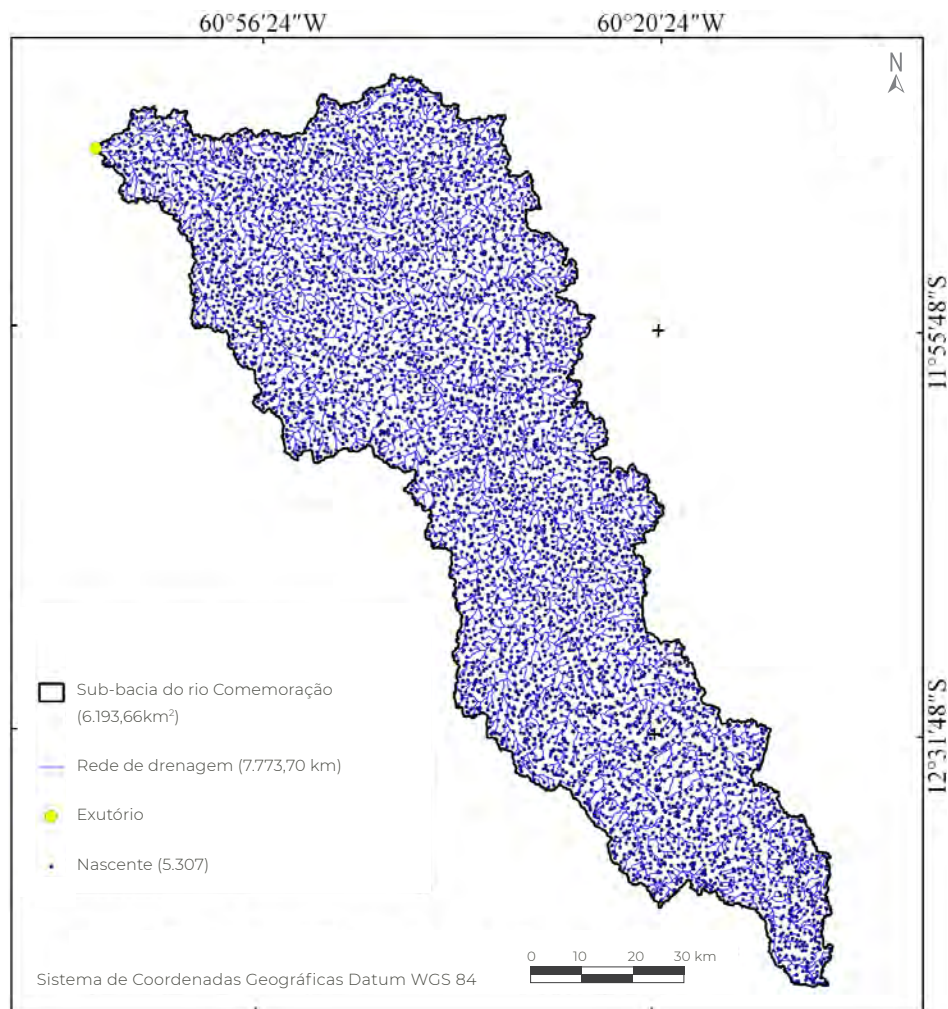 60°56'24"W
60°20'24"W
N
11°55'48"S
12°31'48"S
Sub-bacia do rio Comemoração
(6.193,66km²)
Rede de drenagem (7.773,70 km)
Exutório
Nascente (5.307)
0 10 20 30 km
Sistema de Coordenadas Geográficas Datum WGS 84